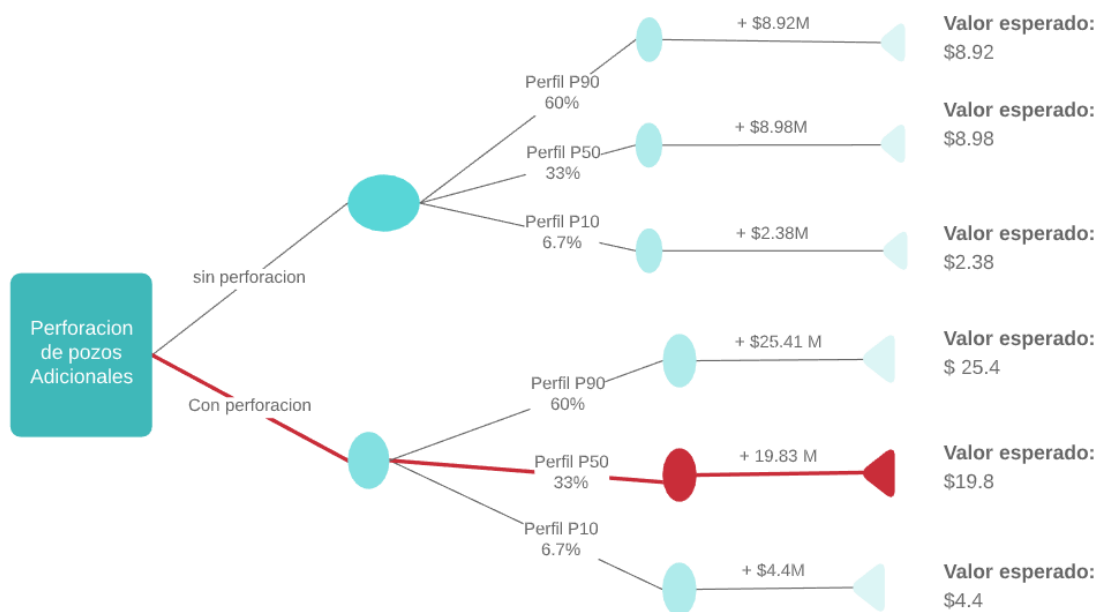 + $8.92M
Valor esperado:
$8.92
Perfil P90
60%
+ $8.98M
Valor esperado:
$8.98
Perfil P50
33%
Perfil P10
6.7%
+ $2.38M
Valor esperado:
$2.38
sin perforacion
Perforacion
de pozos
Adicionales
Con perforacion
+ $25.41 M
Valor esperado:
$ 25.4
Perfil P90
60%
+ 19.83 M
Valor esperado:
$19.8
Perfil P50
33%
Perfil P10
6.7%
+ $4.4M
Valor esperado:
$4.4